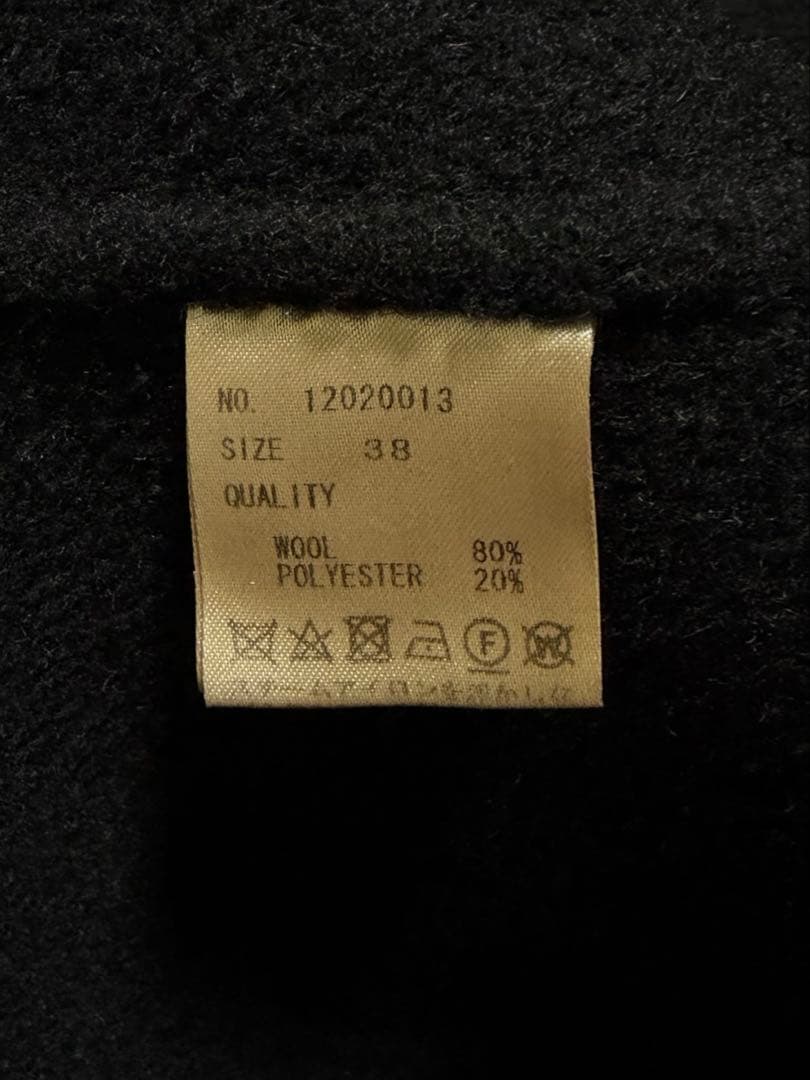 NO. 12020013
SIZE 38
QUALITY
WOOL 80%
POLYESTER 20%
F
W